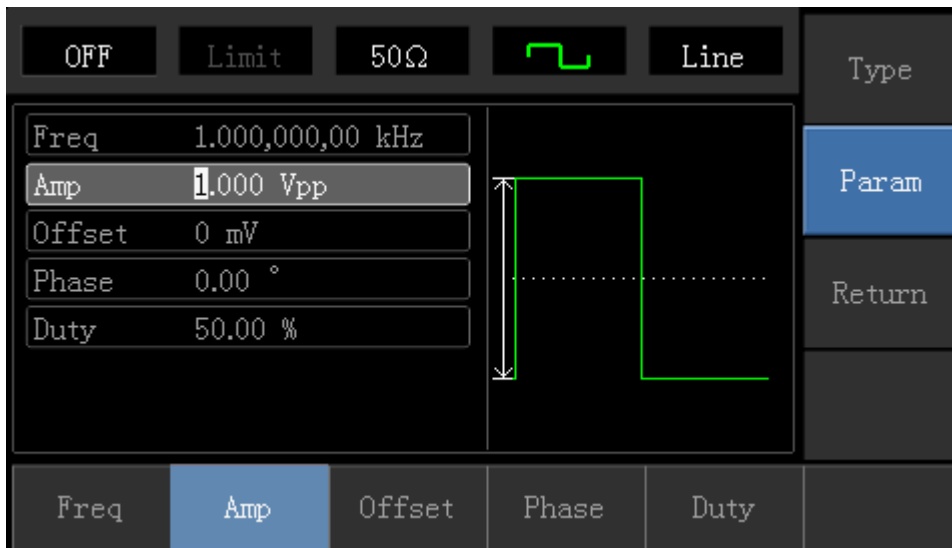 OFF Limit 50Ω Line
Type
Freq 1.000,000,00 kHz
Amp 1.000 Vpp
Param
Offset 0 mV
Phase 0.00 °
Return
Duty 50.00 %
Freq Amp Offset Phase Duty